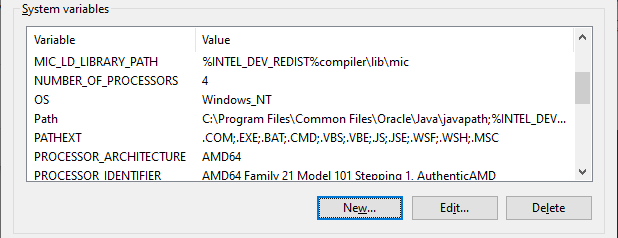 System variables
Variable Value
MIC_LD_LIBRARY_PATH %INTEL_DEV_REDIST%compiler\lib\mic
NUMBER_OF_PROCESSORS 4
OS Windows_NT
Path C:\Program Files\Common Files\Oracle\Java\javapath;%INTEL_DEV...
PATHEXT .COM;.EXE;.BAT;.CMD;.VBS;.VBE;.JS;.JSE;.WSF;.WSH;.MSC
PROCESSOR_ARCHITECTURE AMD64
PROCESSOR_IDENTIFIER AMD64 Family 21 Model 101 Stepping 1, AuthenticAMD
New... Edit... Delete